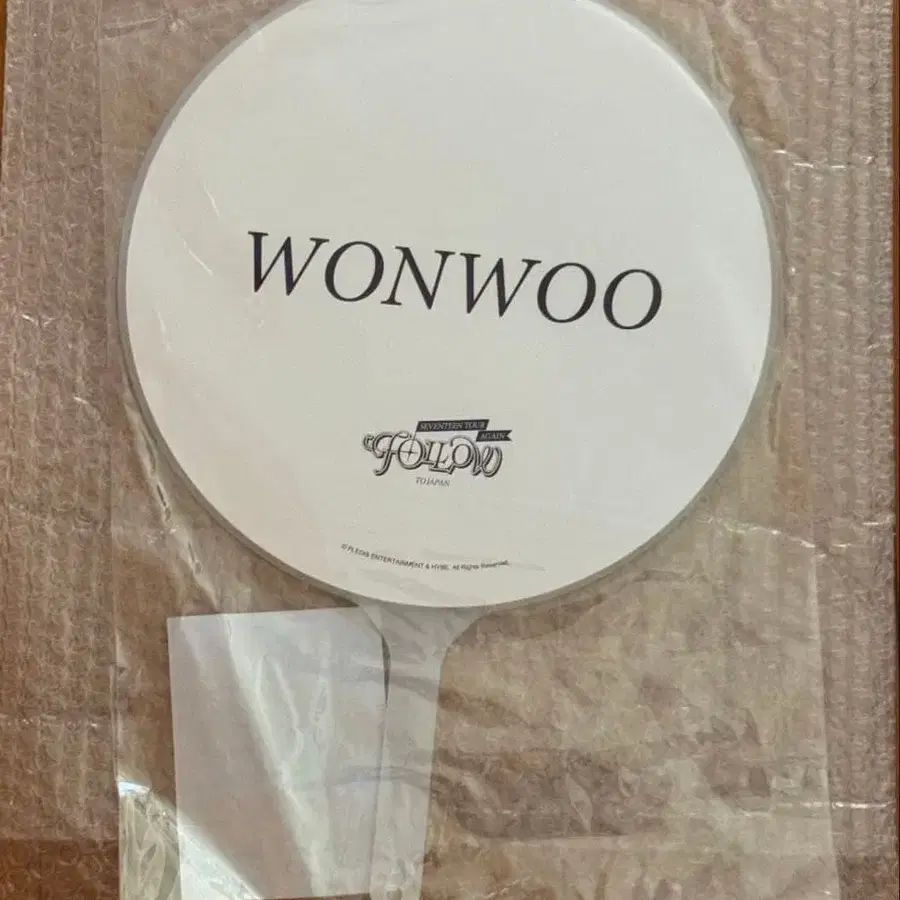 WONWOO
SEVENTEEN TOUR
AGAIN
FOLLOW
TO JAPAN
© PLEDIS ENTERTAINMENT & HYBE. All Rights Reserved.